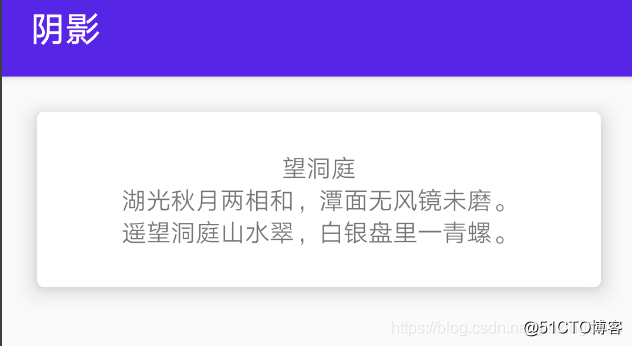 阴影
望洞庭
湖光秋月两相和，潭面无风镜未磨。
遥望洞庭山水翠，白银盘里一青螺。
https://blog.csdn.ne
@51CTO博客